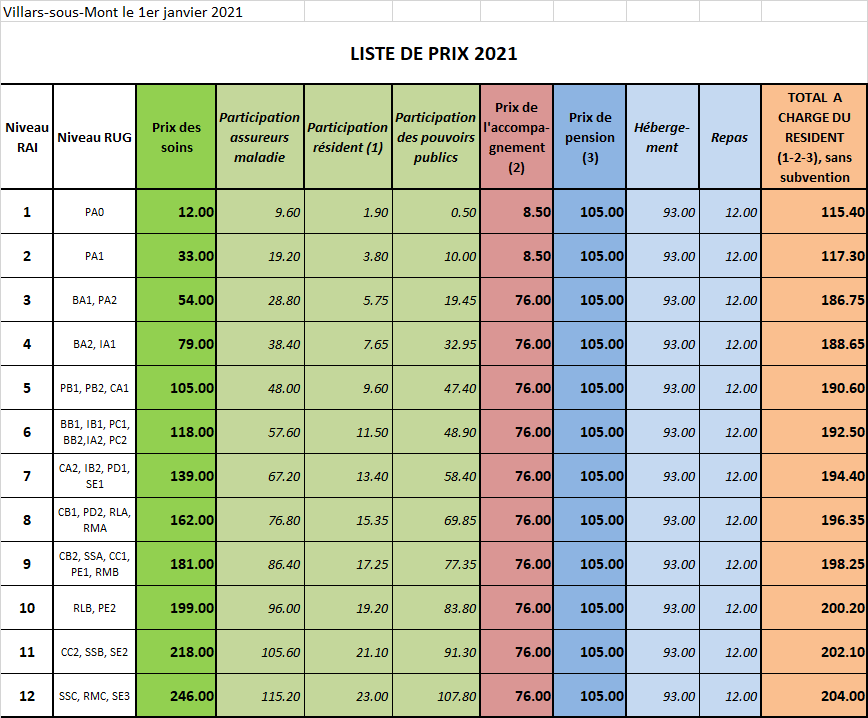 Villars-sous-Mont le 1er janvier 2021
LISTE DE PRIX 2021
Niveau RAI | Niveau RUG | Prix des soins | Participation assureurs maladie | Participation résident (1) | Participation des pouvoirs publics | Prix de l'accompa-gnement (2) | Prix de pension (3) | Héberge-ment | Repas | TOTAL A CHARGE DU RESIDENT (1-2-3), sans subvention
1 | PA0 | 12.00 | 9.60 | 1.90 | 0.50 | 8.50 | 105.00 | 93.00 | 12.00 | 115.40
2 | PA1 | 33.00 | 19.20 | 3.80 | 10.00 | 8.50 | 105.00 | 93.00 | 12.00 | 117.30
3 | BA1, PA2 | 54.00 | 28.80 | 5.75 | 19.45 | 76.00 | 105.00 | 93.00 | 12.00 | 186.75
4 | BA2, IA1 | 79.00 | 38.40 | 7.65 | 32.95 | 76.00 | 105.00 | 93.00 | 12.00 | 188.65
5 | PB1, PB2, CA1 | 105.00 | 48.00 | 9.60 | 47.40 | 76.00 | 105.00 | 93.00 | 12.00 | 190.60
6 | BB1, IB1, PC1, BB2,IA2, PC2 | 118.00 | 57.60 | 11.50 | 48.90 | 76.00 | 105.00 | 93.00 | 12.00 | 192.50
7 | CA2, IB2, PD1, SE1 | 139.00 | 67.20 | 13.40 | 58.40 | 76.00 | 105.00 | 93.00 | 12.00 | 194.40
8 | CB1, PD2, RLA, RMA | 162.00 | 76.80 | 15.35 | 69.85 | 76.00 | 105.00 | 93.00 | 12.00 | 196.35
9 | CB2, SSA, CC1, PE1, RMB | 181.00 | 86.40 | 17.25 | 77.35 | 76.00 | 105.00 | 93.00 | 12.00 | 198.25
10 | RLB, PE2 | 199.00 | 96.00 | 19.20 | 83.80 | 76.00 | 105.00 | 93.00 | 12.00 | 200.20
11 | CC2, SSB, SE2 | 218.00 | 105.60 | 21.10 | 91.30 | 76.00 | 105.00 | 93.00 | 12.00 | 202.10
12 | SSC, RMC, SE3 | 246.00 | 115.20 | 23.00 | 107.80 | 76.00 | 105.00 | 93.00 | 12.00 | 204.00